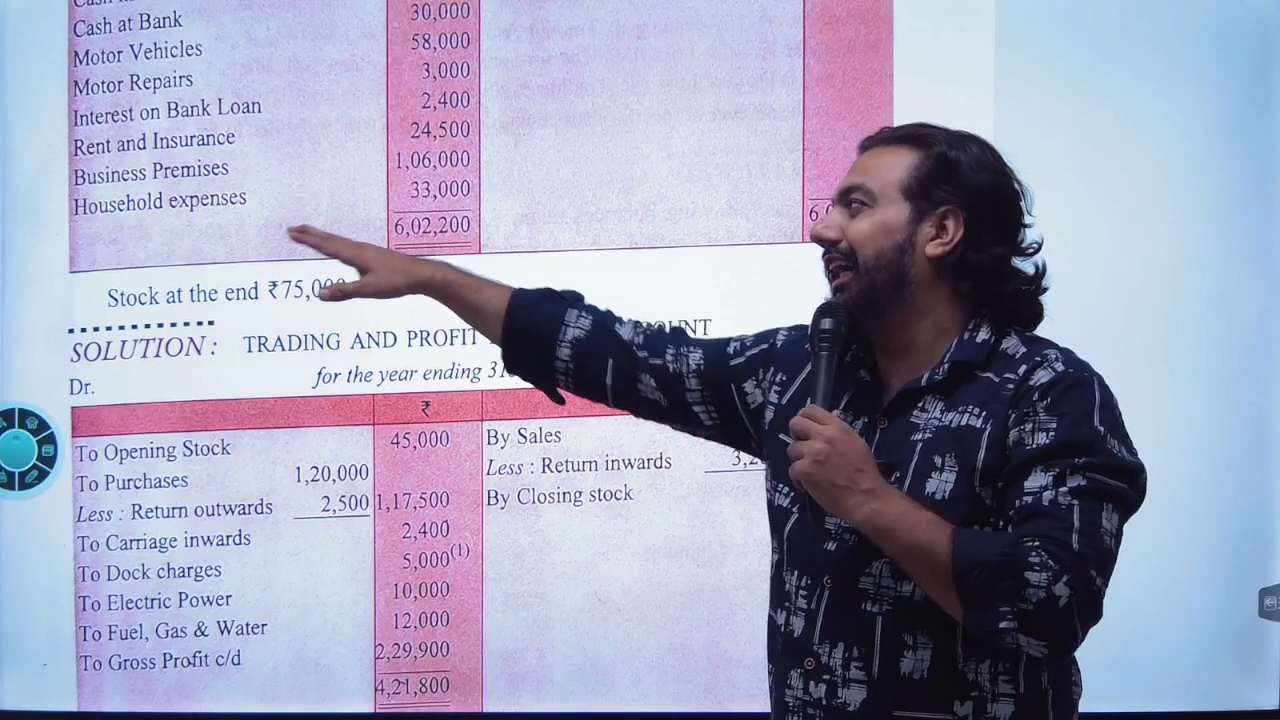 30,000
Cash at Bank 58,000
Motor Vehicles 3,000
Motor Repairs 2,400
Interest on Bank Loan 24,500
Rent and Insurance 1,06,000
Business Premises 33,000
Household expenses
6,02,200
Stock at the end ₹75,000
SOLUTION : TRADING AND PROFIT
for the year ending
Dr.
₹
To Opening Stock 45,000 By Sales
To Purchases 1,20,000 Less : Return inwards
Less : Return outwards 2,500 1,17,500 By Closing stock
To Carriage inwards 2,400
To Dock charges 5,000(1)
To Electric Power 10,000
To Fuel, Gas & Water 12,000
To Gross Profit c/d 2,29,900
4,21,800